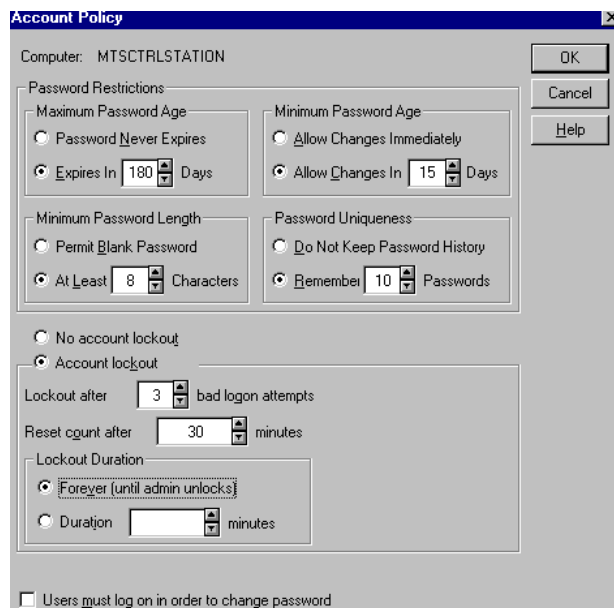 Account Policy
Computer: MTSCTRLSTATION
OK
Cancel
Help
Password Restrictions
Maximum Password Age
Password Never Expires
Expires In 180 Days
Minimum Password Age
Allow Changes Immediately
Allow Changes In 15 Days
Minimum Password Length
Permit Blank Password
At Least 8 Characters
Password Uniqueness
Do Not Keep Password History
Remember 10 Passwords
No account lockout
Account lockout
Lockout after 3 bad logon attempts
Reset count after 30 minutes
Lockout Duration
Forever (until admin unlocks)
Duration minutes
Users must log on in order to change password